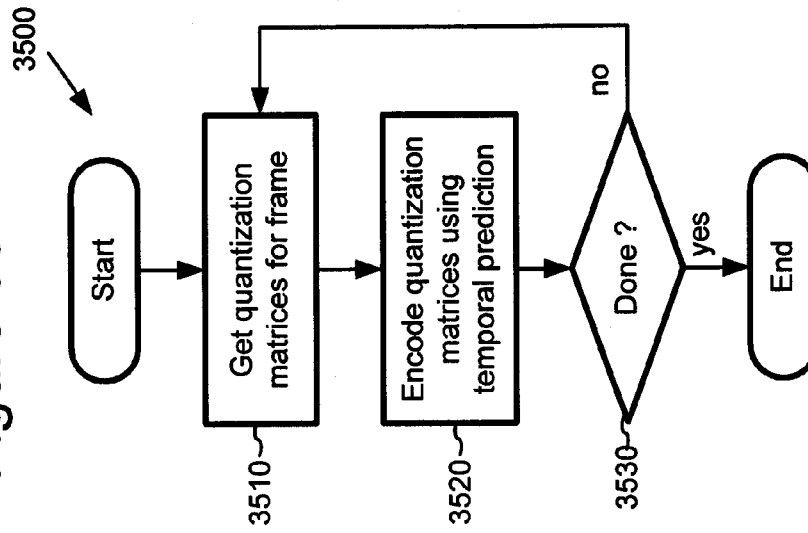 3500
Start
3510
Get quantization
matrices for frame
3520
Encode quantization
matrices using
temporal prediction
3530
Done ?
no
yes
End